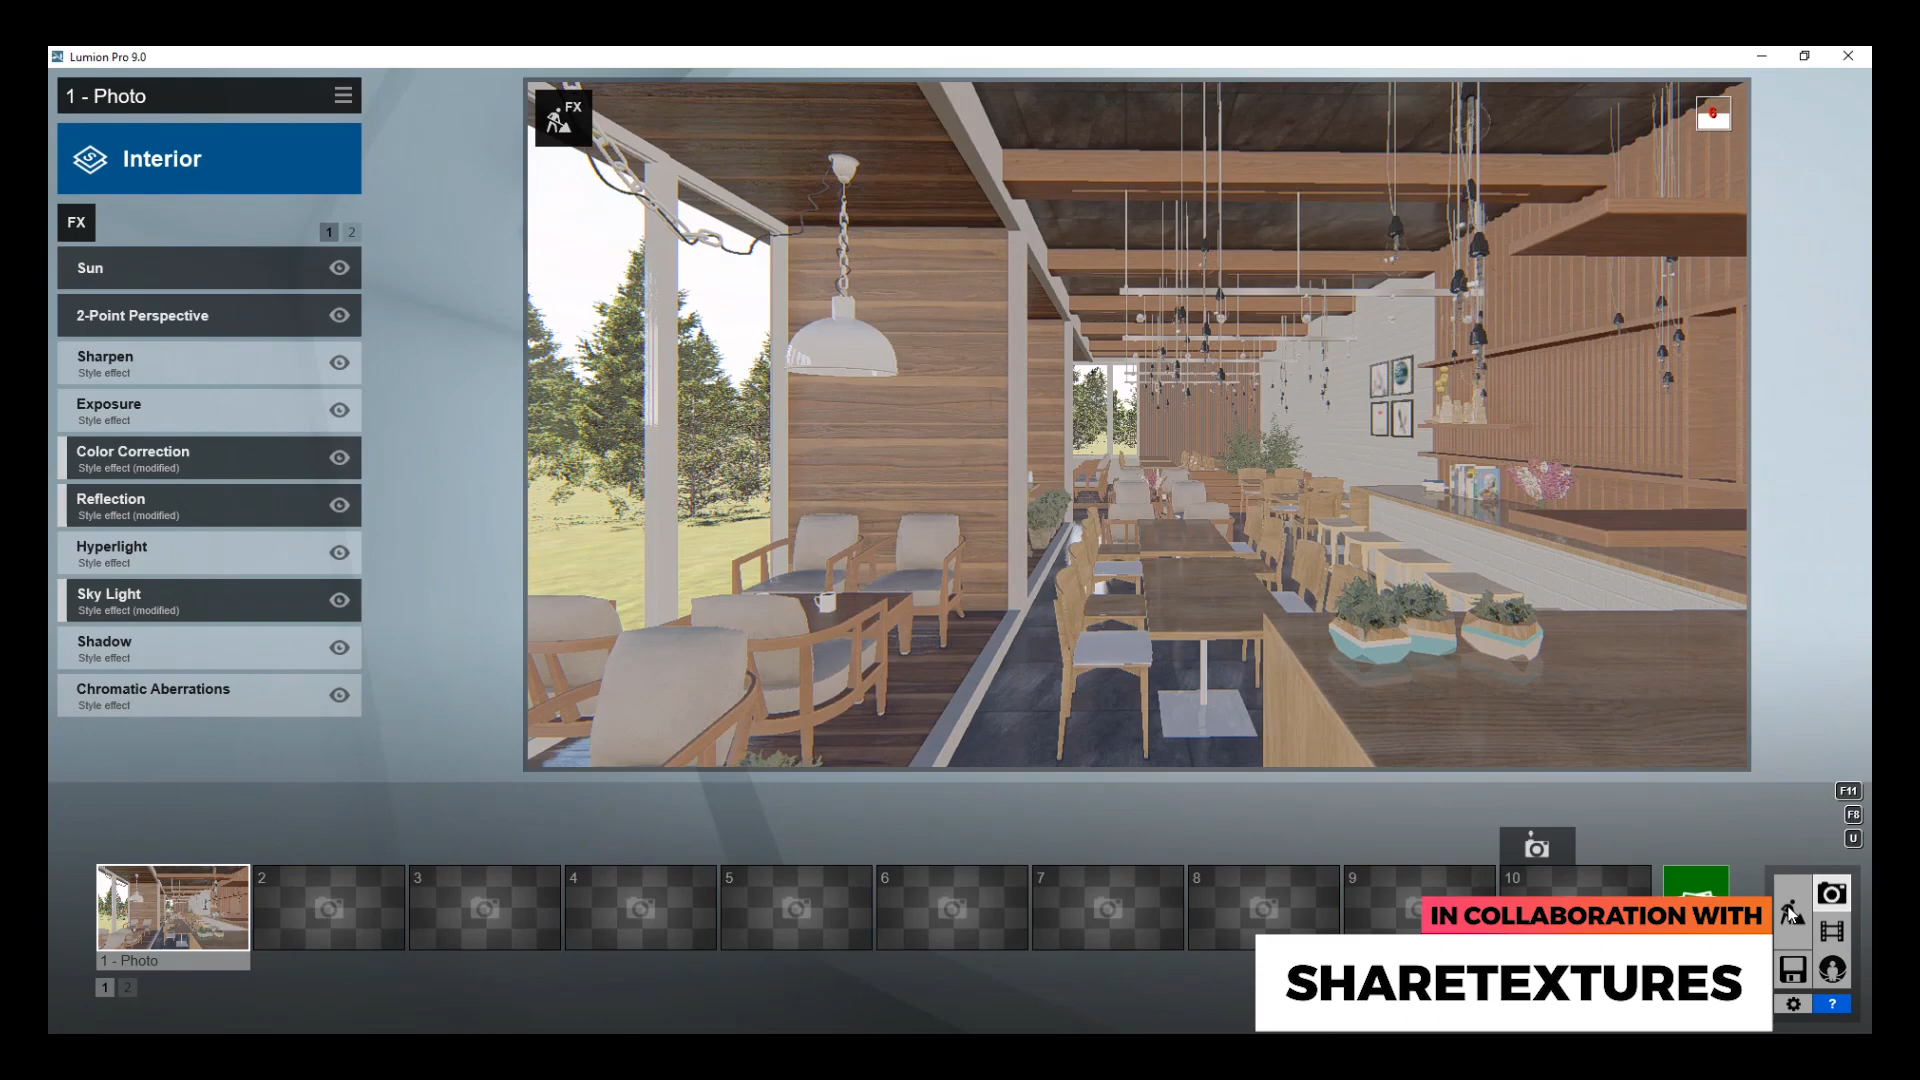 Lumion Pro 9.0
1 - Photo
Interior
FX
1 2
Sun
2-Point Perspective
Sharpen
Style effect
Exposure
Style effect
Color Correction
Style effect (modified)
Reflection
Style effect (modified)
Hyperlight
Style effect
Sky Light
Style effect (modified)
Shadow
Style effect
Chromatic Aberrations
Style effect
FX
6
F11
F8
U
2 3 4 5 6 7 8 9 10
1 - Photo
1 2
IN COLLABORATION WITH
SHARETEXTURES
?